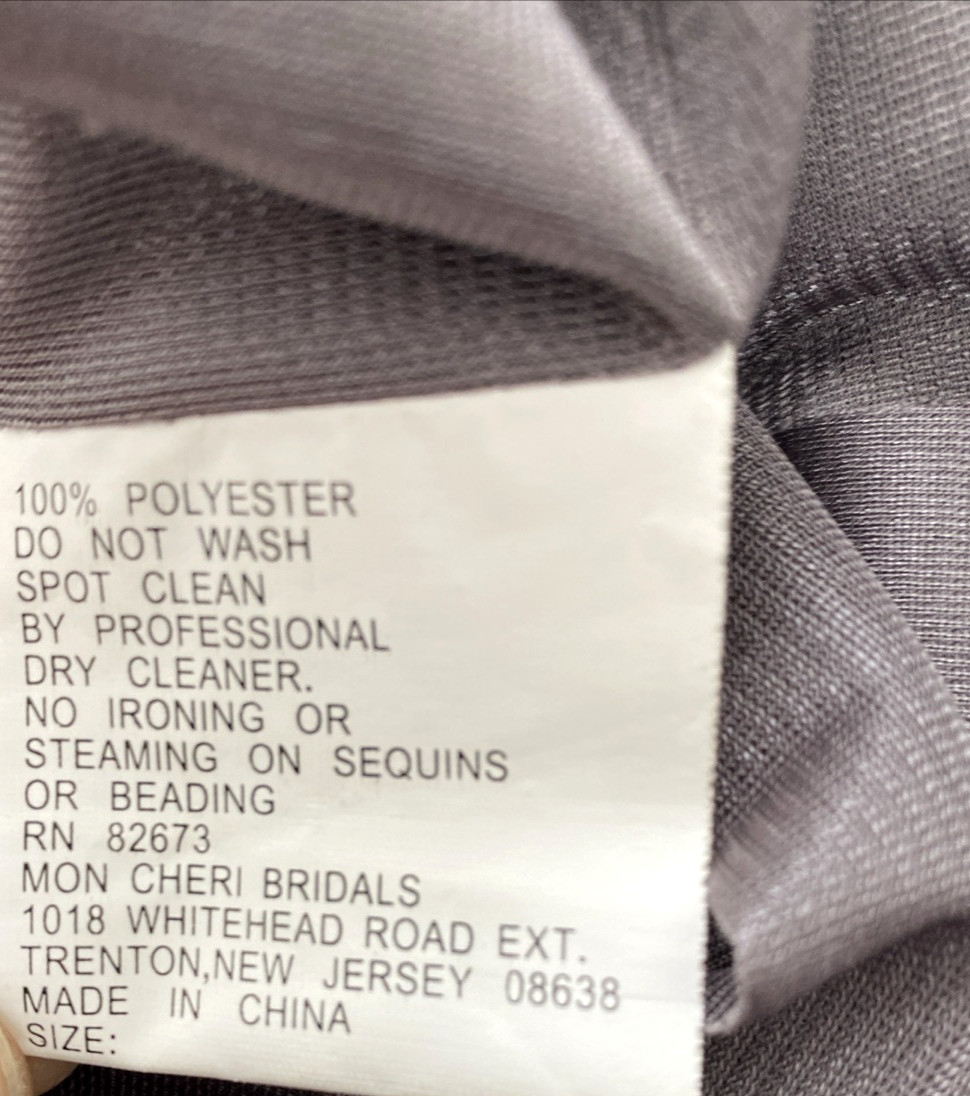 100% POLYESTER
DO NOT WASH
SPOT CLEAN
BY PROFESSIONAL
DRY CLEANER.
NO IRONING OR
STEAMING ON SEQUINS
OR BEADING
RN 82673
MON CHERI BRIDALS
1018 WHITEHEAD ROAD EXT.
TRENTON,NEW JERSEY 08638
MADE IN CHINA
SIZE: